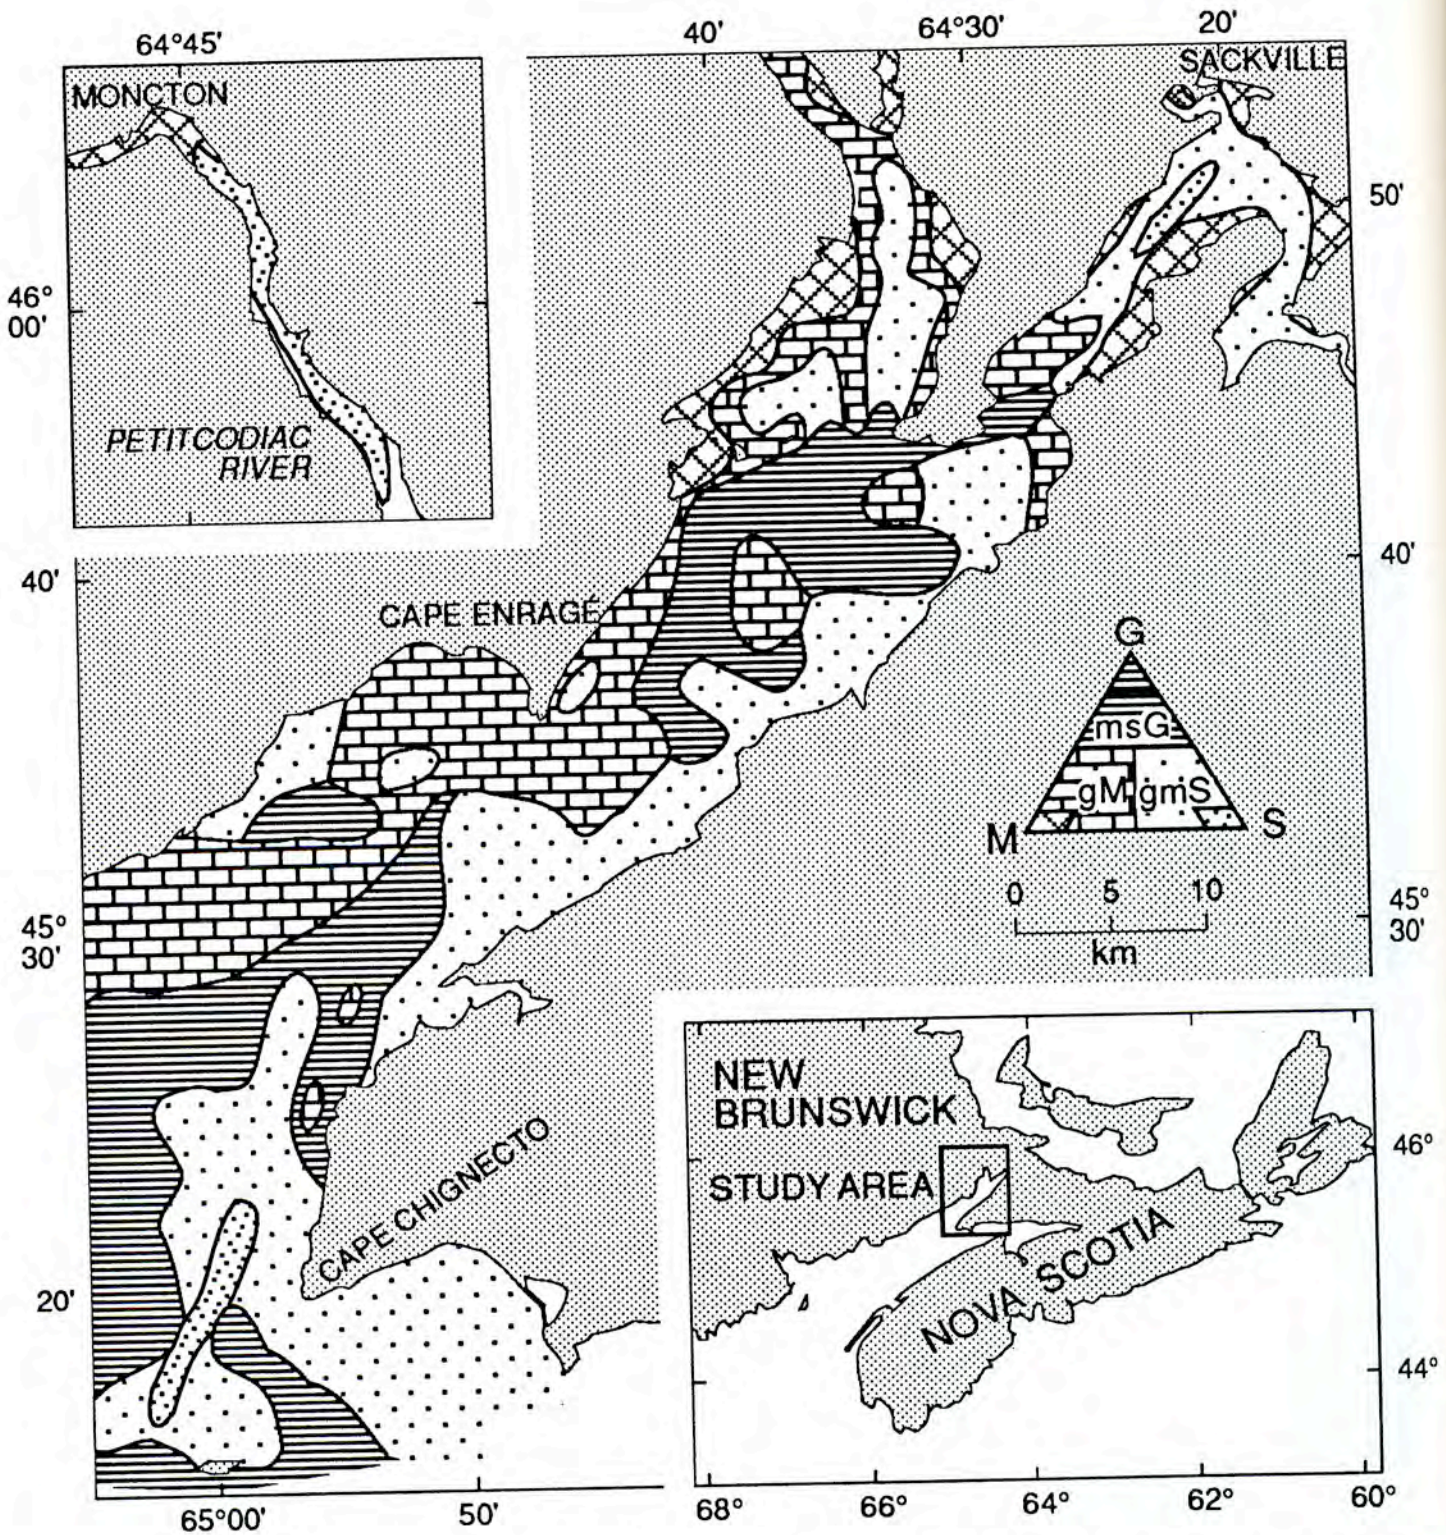 64°45'
40'
64°30'
20'
MONCTON
SACKVILLE
50'
46°
00'
PETITCODIAC
RIVER
40'
40'
CAPE ENRAGÉ
G
msG
gM
gmS
M
S
0
5
10
km
45°
30'
45°
30'
NEW
BRUNSWICK
STUDY AREA
46°
CAPE CHIGNECTO
NOVA SCOTIA
20'
44°
65°00'
50'
68°
66°
64°
62°
60°